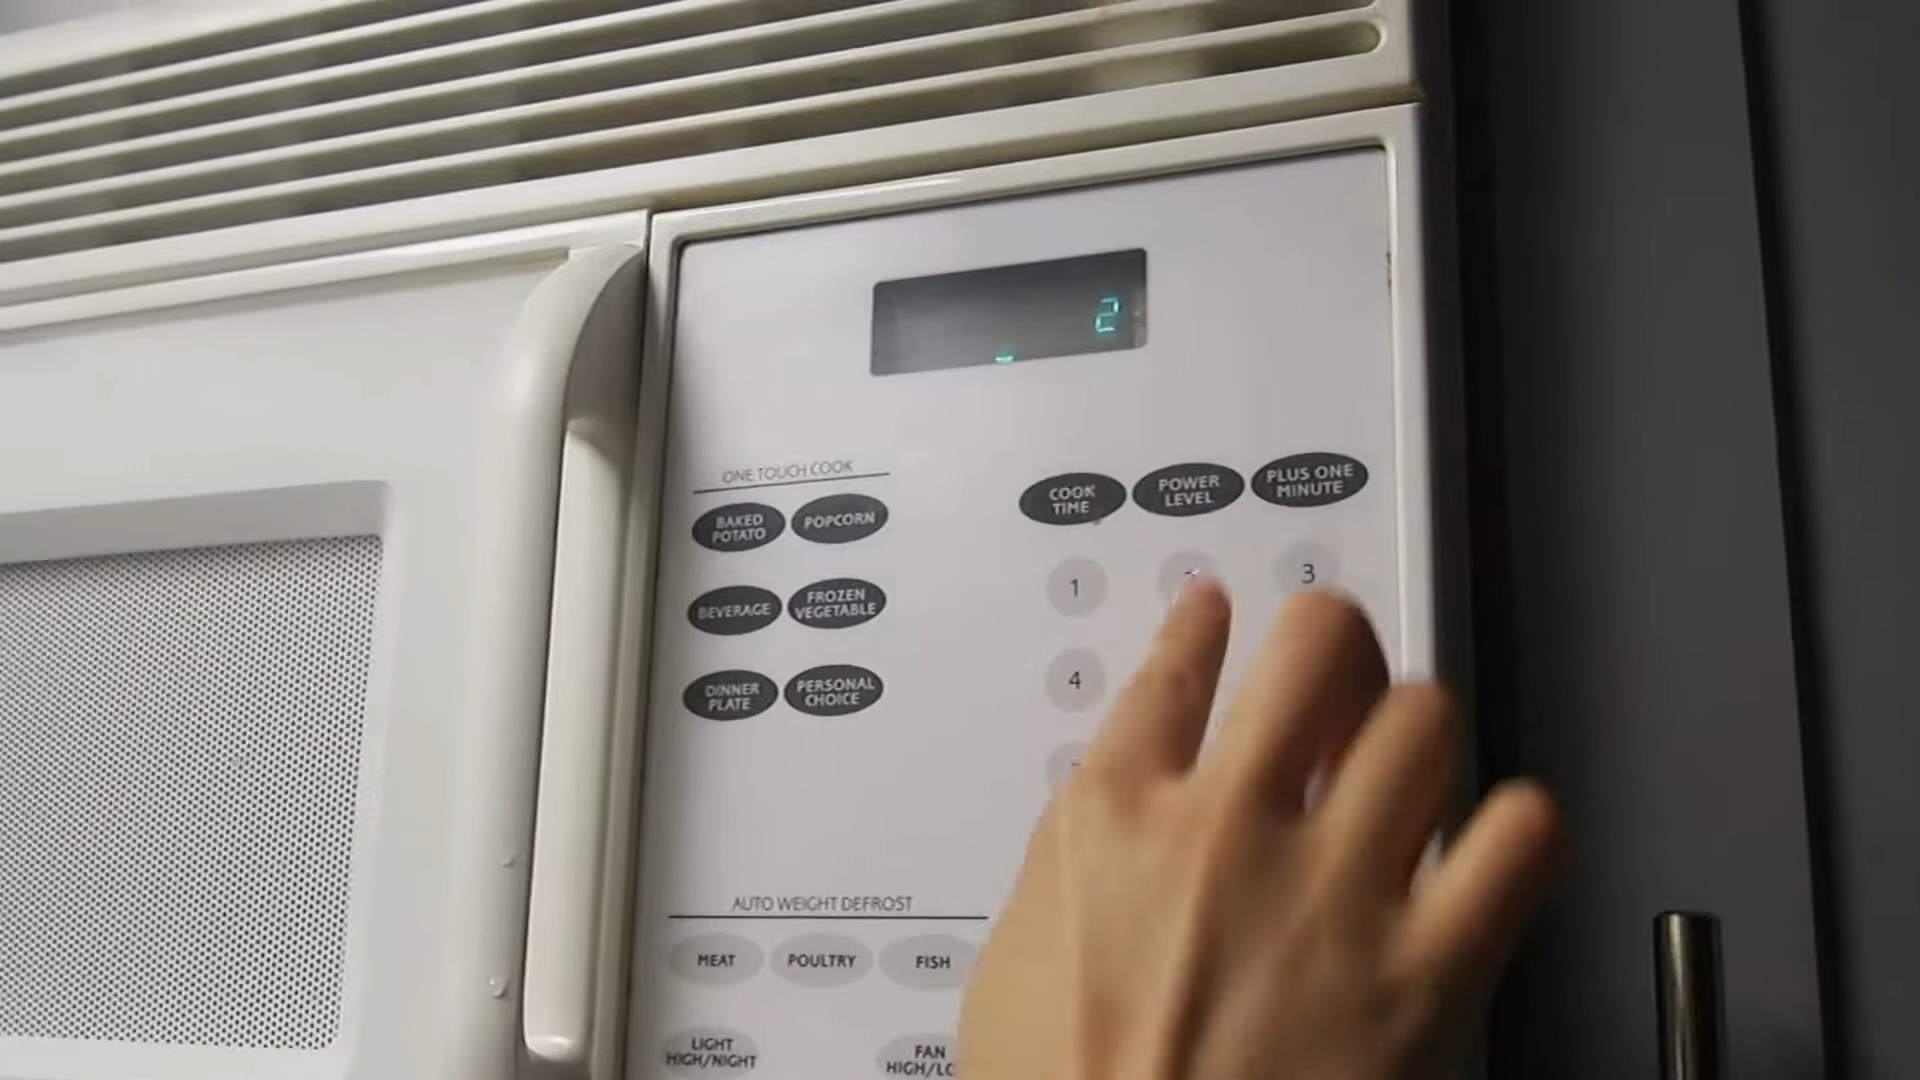 2
ONE TOUCH COOK
BAKED
POTATO
POPCORN
BEVERAGE
FROZEN
VEGETABLE
DINNER
PLATE
PERSONAL
CHOICE
COOK
TIME
POWER
LEVEL
PLUS ONE
MINUTE
1
3
4
AUTO WEIGHT DEFROST
MEAT
POULTRY
FISH
LIGHT
HIGH/NIGHT
FAN